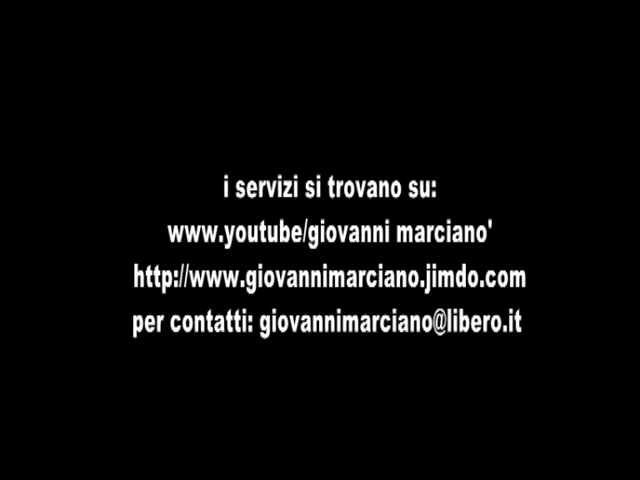 i servizi si trovano su:
www.youtube/giovanni marciano'
http://www.giovannimarciano.jimdo.com
per contatti: giovannimarciano@libero.it